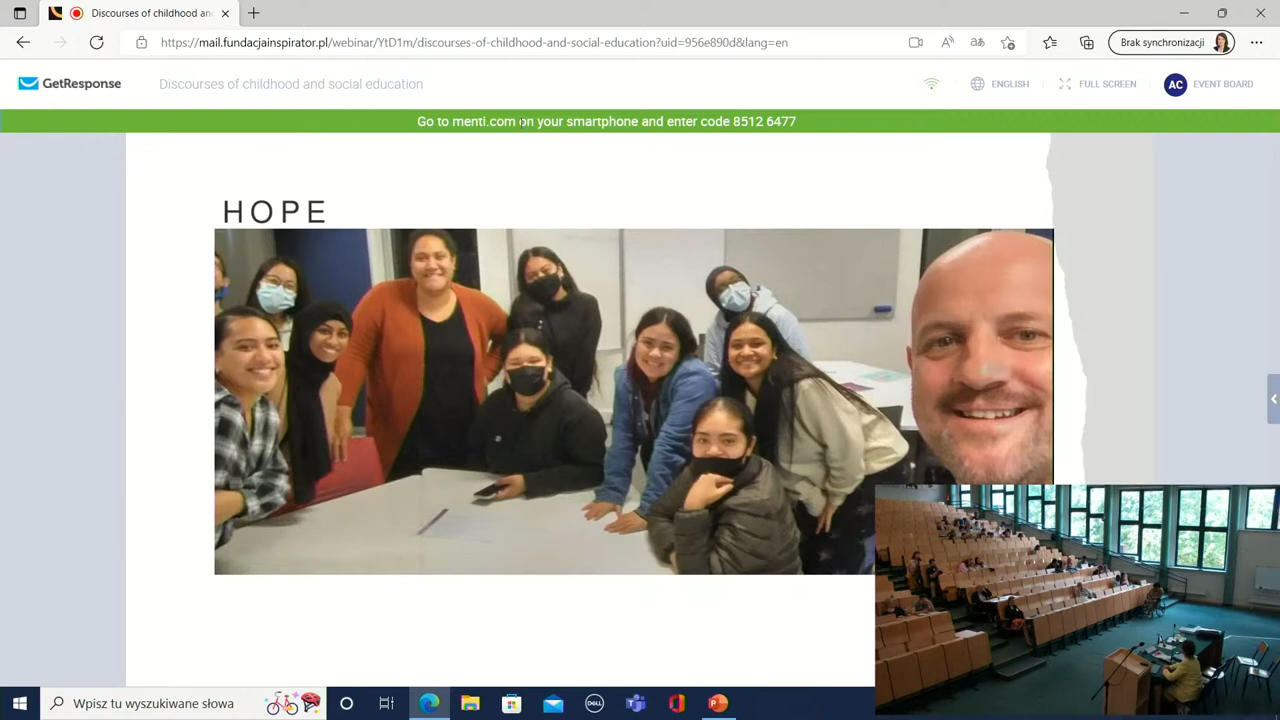 Discourses of childhood and
https://mail.fundacjainspirator.pl/webinar/YtD1m/discourses-of-childhood-and-social-education?uid=956e890d&lang=en
Brak synchronizacji
GetResponse
Discourses of childhood and social education
ENGLISH
FULL SCREEN
AC
EVENT BOARD
Go to menti.com on your smartphone and enter code 8512 6477
HOPE
Wpisz tu wyszukiwane słowa
DELL